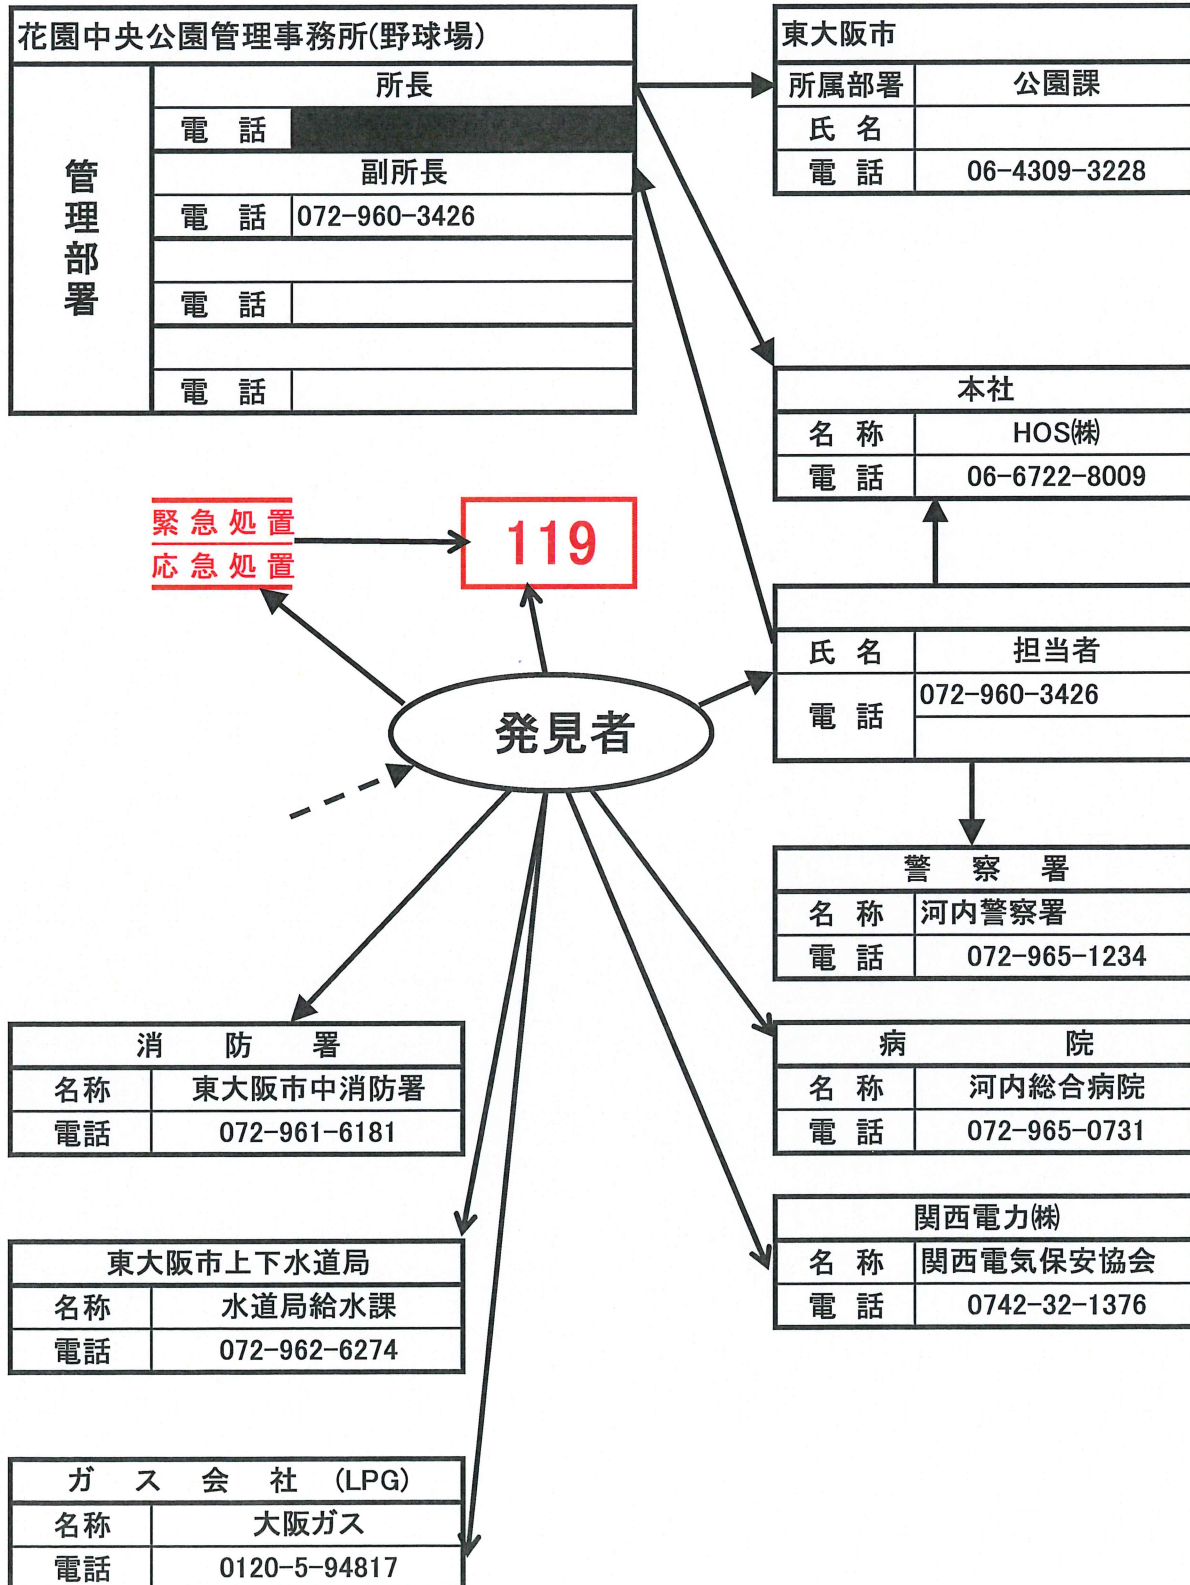 花園中央公園管理事務所(野球場)
管理部署
所長
電 話
副所長
電 話 072-960-3426
電 話
電 話
東大阪市
所属部署 公園課
氏 名
電 話 06-4309-3228
本社
名 称 HOS㈱
電 話 06-6722-8009
緊急処置
応急処置
119
氏 名 担当者
電 話 072-960-3426
発見者
警 察 署
名 称 河内警察署
電 話 072-965-1234
消 防 署
名称 東大阪市中消防署
電話 072-961-6181
病 院
名 称 河内総合病院
電 話 072-965-0731
関西電力㈱
名 称 関西電気保安協会
電 話 0742-32-1376
東大阪市上下水道局
名称 水道局給水課
電話 072-962-6274
ガ ス 会 社 (LPG)
名称 大阪ガス
電話 0120-5-94817